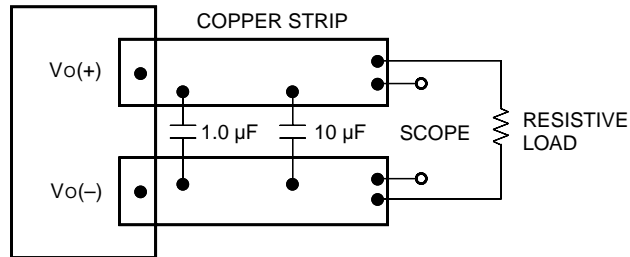 COPPER STRIP
VO(+)
1.0 µF
10 µF
SCOPE
RESISTIVE
LOAD
VO(–)